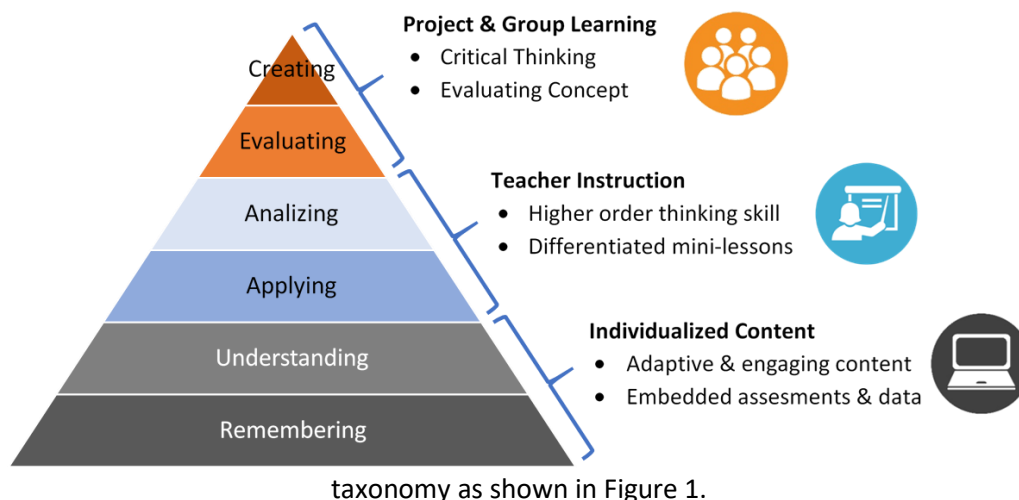 Project & Group Learning
• Critical Thinking
• Evaluating Concept
Creating
Evaluating
Teacher Instruction
• Higher order thinking skill
• Differentiated mini-lessons
Analizing
Applying
Individualized Content
• Adaptive & engaging content
• Embedded assesments & data
Understanding
Remembering
taxonomy as shown in Figure 1.